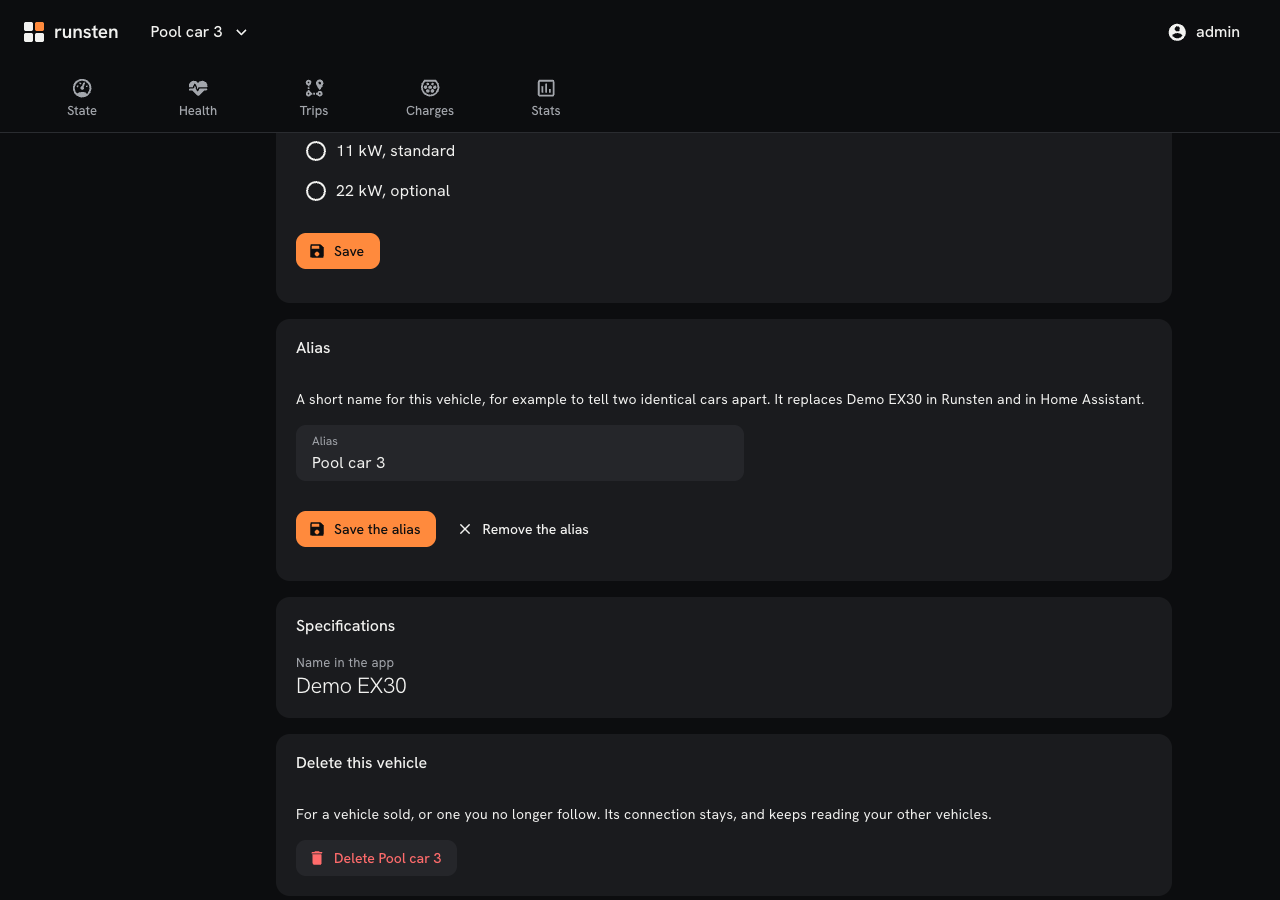 runsten
Pool car 3
admin
State
Health
Trips
Charges
Stats
11 kW, standard
22 kW, optional
Save
Alias
A short name for this vehicle, for example to tell two identical cars apart. It replaces Demo EX30 in Runsten and in Home Assistant.
Alias
Pool car 3
Save the alias
Remove the alias
Specifications
Name in the app
Demo EX30
Delete this vehicle
For a vehicle sold, or one you no longer follow. Its connection stays, and keeps reading your other vehicles.
Delete Pool car 3